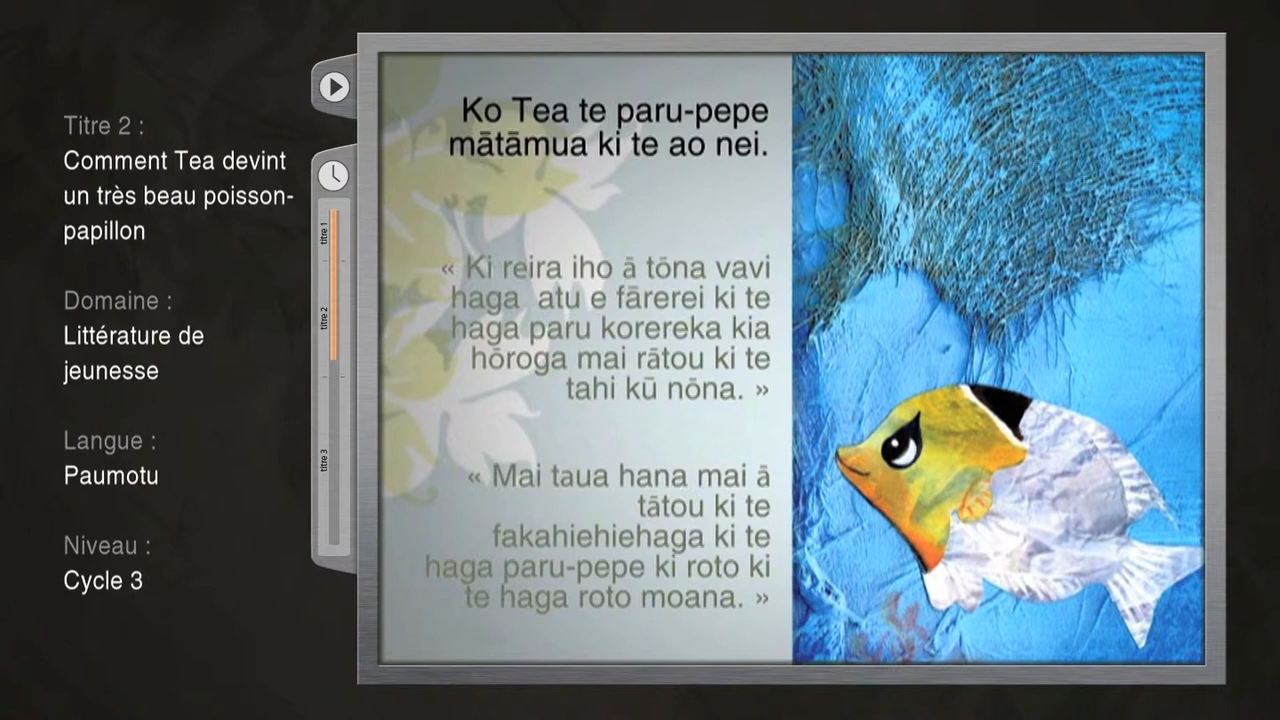 Titre 2 :
Comment Tea devint
un très beau poisson-
papillon
Domaine :
Littérature de
jeunesse
Langue :
Paumotu
Niveau :
Cycle 3
titre 1
titre 2
titre 3
Ko Tea te paru-pepe
mātāmua ki te ao nei.
« Ki reira iho ā tōna vavi
haga atu e fārerei ki te
haga paru korereka kia
hōroga mai rātou ki te
tahi kū nōna. »
« Mai taua hana mai ā
tātou ki te
fakahiehiehaga ki te
haga paru-pepe ki roto ki
te haga roto moana. »